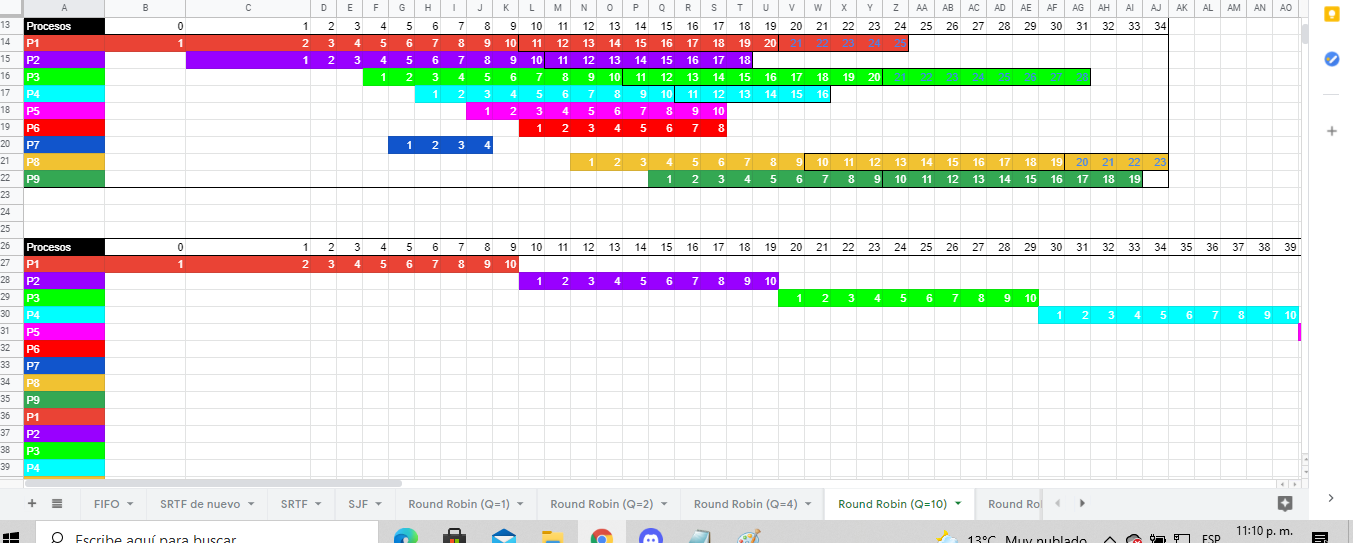 A B C D E F G H I J K L M N O P Q R S T U V W X Y Z AA AB AC AD AE AF AG AH AI AJ AK AL AM AN AO
13 Procesos 0 1 2 3 4 5 6 7 8 9 10 11 12 13 14 15 16 17 18 19 20 21 22 23 24 25 26 27 28 29 30 31 32 33 34
14 P1 1 2 3 4 5 6 7 8 9 10 11 12 13 14 15 16 17 18 19 20 21 22 23 24 25
15 P2 1 2 3 4 5 6 7 8 9 10 11 12 13 14 15 16 17 18
16 P3 1 2 3 4 5 6 7 8 9 10 11 12 13 14 15 16 17 18 19 20 21 22 23 24 25 26 27 28
17 P4 1 2 3 4 5 6 7 8 9 10 11 12 13 14 15 16
18 P5 1 2 3 4 5 6 7 8 9 10
19 P6 1 2 3 4 5 6 7 8
20 P7 1 2 3 4
21 P8 1 2 3 4 5 6 7 8 9 10 11 12 13 14 15 16 17 18 19 20 21 22 23
22 P9 1 2 3 4 5 6 7 8 9 10 11 12 13 14 15 16 17 18 19
23
24
25
26 Procesos 0 1 2 3 4 5 6 7 8 9 10 11 12 13 14 15 16 17 18 19 20 21 22 23 24 25 26 27 28 29 30 31 32 33 34 35 36 37 38 39
27 P1 1 2 3 4 5 6 7 8 9 10
28 P2 1 2 3 4 5 6 7 8 9 10
29 P3 1 2 3 4 5 6 7 8 9 10
30 P4 1 2 3 4 5 6 7 8 9 10
31 P5
32 P6
33 P7
34 P8
35 P9
36 P1
37 P2
38 P3
39 P4
FIFO SRTF de nuevo SRTF SJF Round Robin (Q=1) Round Robin (Q=2) Round Robin (Q=4) Round Robin (Q=10) Round Ro
Escribe aquí para buscar 13°C Muy nublado ESP 11:10 p. m.